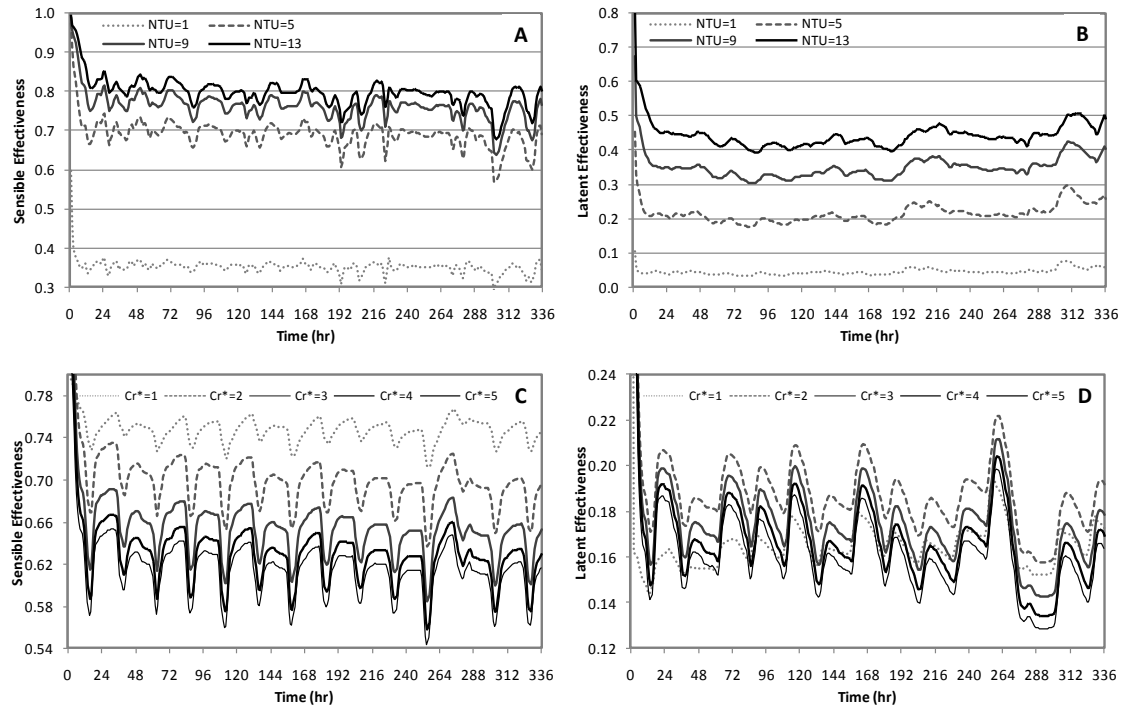 NTU=1 NTU=5
NTU=9 NTU=13
A
1.0
0.9
0.8
0.7
0.6
0.5
0.4
0.3
Sensible Effectiveness
0 24 48 72 96 120 144 168 192 216 240 264 288 312 336
Time (hr)
NTU=1 NTU=5
NTU=9 NTU=13
B
0.8
0.7
0.6
0.5
0.4
0.3
0.2
0.1
0.0
Latent Effectiveness
0 24 48 72 96 120 144 168 192 216 240 264 288 312 336
Time (hr)
Cr*=1 Cr*=2 Cr*=3 Cr*=4 Cr*=5
C
0.78
0.74
0.70
0.66
0.62
0.58
0.54
Sensible Effectiveness
0 24 48 72 96 120 144 168 192 216 240 264 288 312 336
Time (hr)
Cr*=1 Cr*=2 Cr*=3 Cr*=4 Cr*=5
D
0.24
0.22
0.20
0.18
0.16
0.14
0.12
Latent Effectiveness
0 24 48 72 96 120 144 168 192 216 240 264 288 312 336
Time (hr)